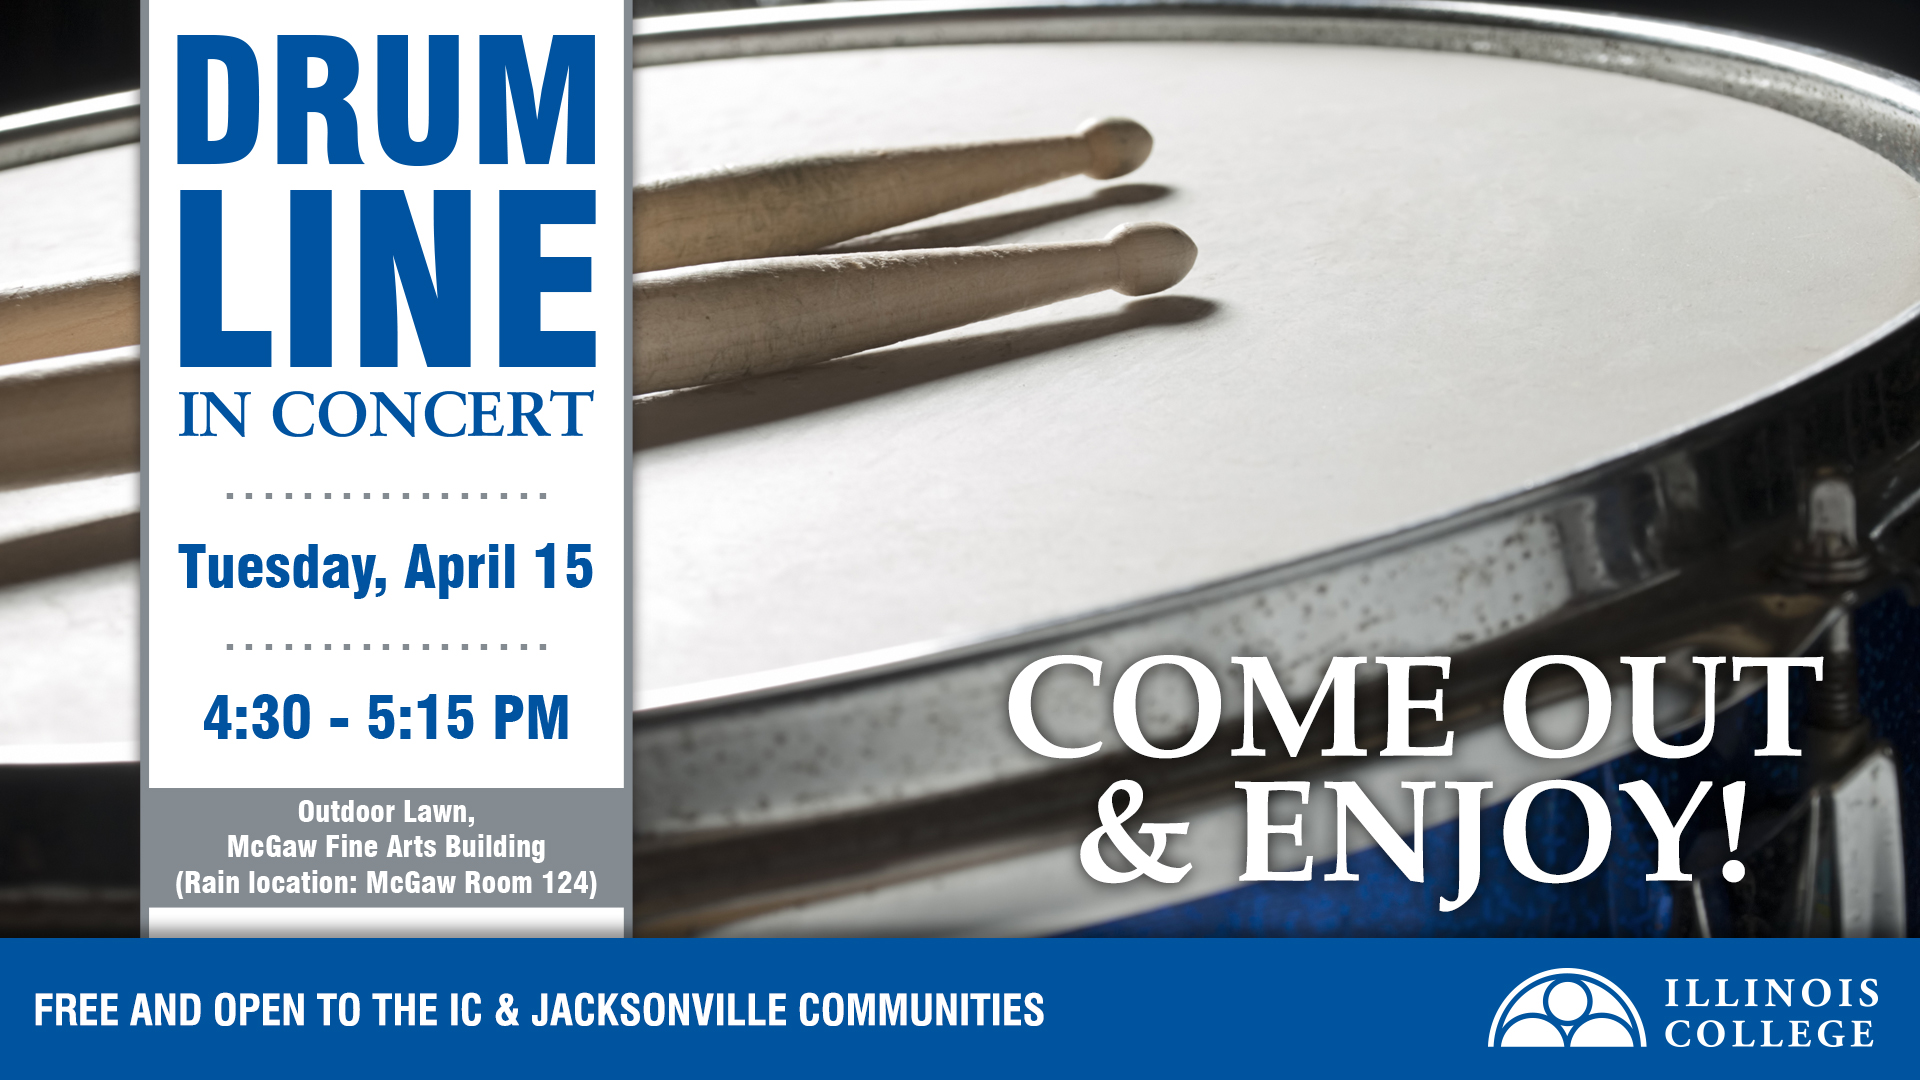 DRUM
LINE
IN CONCERT
Tuesday, April 15
4:30 - 5:15 PM
Outdoor Lawn,
McGaw Fine Arts Building
(Rain location: McGaw Room 124)
COME OUT
& ENJOY!
FREE AND OPEN TO THE IC & JACKSONVILLE COMMUNITIES
ILLINOIS
COLLEGE